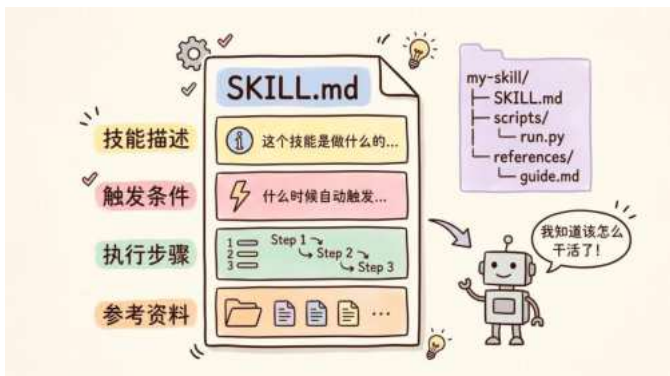 SKILL.md
技能描述
这个技能是做什么的...
触发条件
什么时候自动触发...
执行步骤
1
2
3
Step 1
Step 2
Step 3
参考资料
...
my-skill/
├─ SKILL.md
├─ scripts/
│ └─ run.py
└─ references/
└─ guide.md
我知道该怎么
干活了!